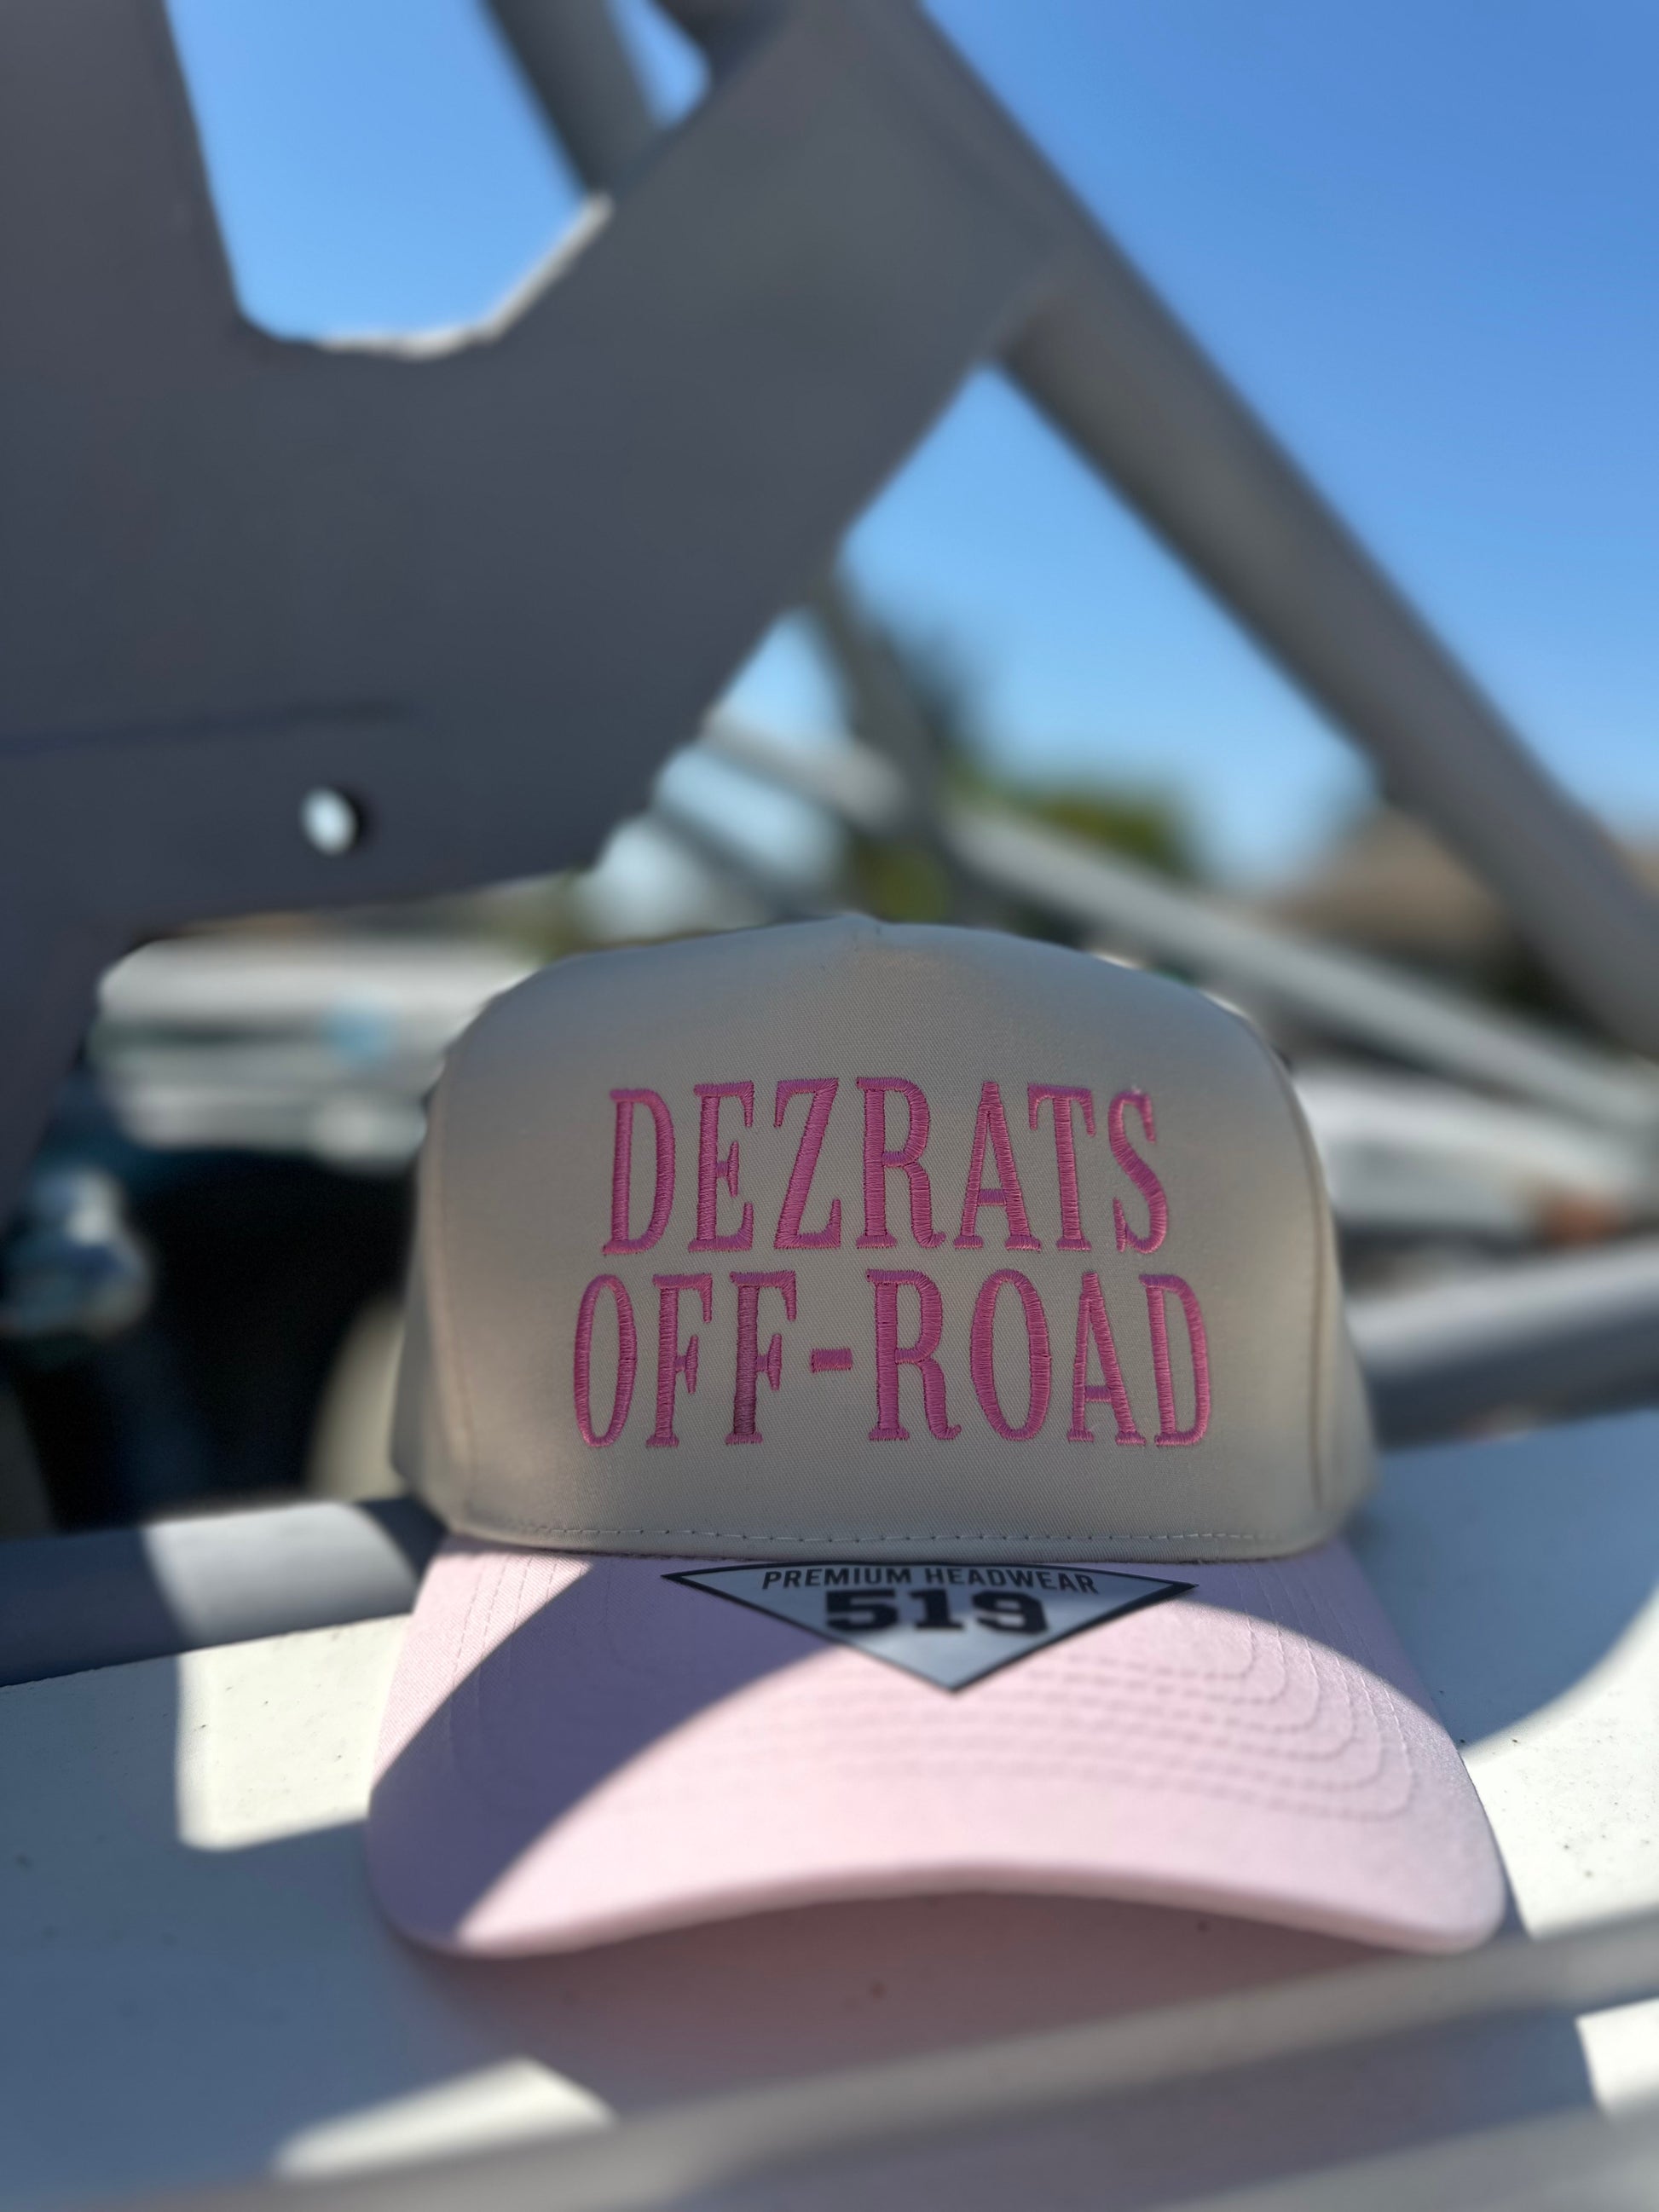 DEZRATS
OFF-ROAD
PREMIUM HEADWEAR
519